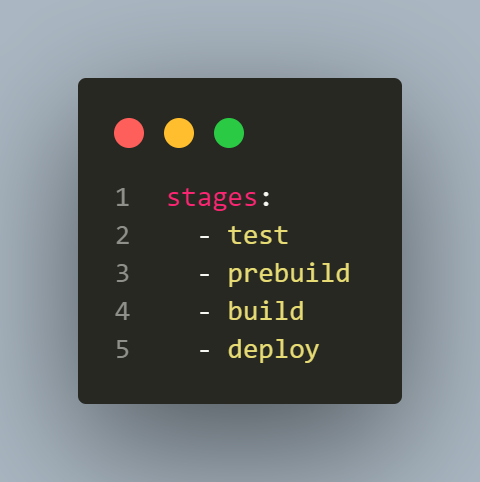 1 stages:
2   - test
3   - prebuild
4   - build
5   - deploy